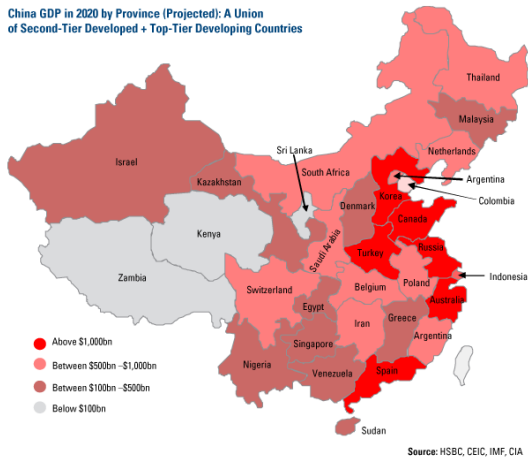 China GDP in 2020 by Province (Projected): A Union
of Second-Tier Developed + Top-Tier Developing Countries
Thailand
Malaysia
Netherlands
Sri Lanka
Israel
South Africa
Argentina
Kazakhstan
Korea
Colombia
Denmark
Canada
Kenya
Saudi Arabia
Turkey
Russia
Zambia
Indonesia
Switzerland
Belgium
Poland
Egypt
Australia
Iran
Greece
Argentina
Singapore
Nigeria
Venezuela
Spain
Sudan
Above $1,000bn
Between $500bn –$1,000bn
Between $100bn –$500bn
Below $100bn
Source: HSBC, CEIC, IMF, CIA